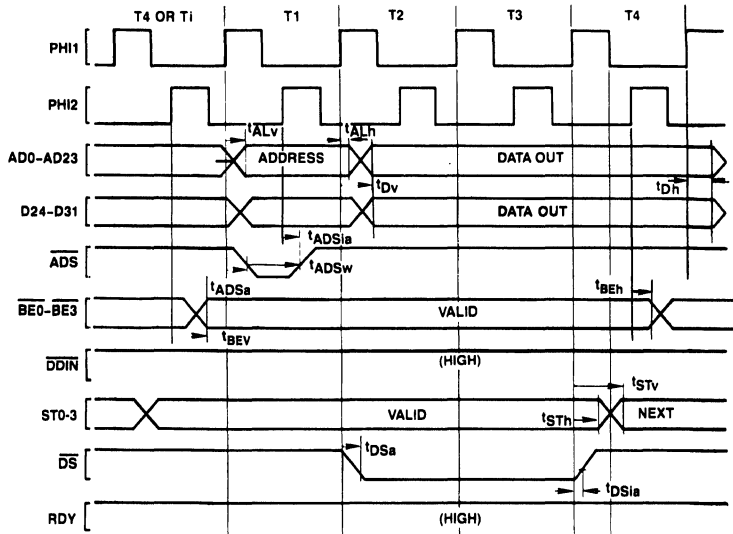 T4 OR Ti T1 T2 T3 T4
PHI1
PHI2
tALv tALh
AD0–AD23 ADDRESS DATA OUT
tDv tDh
D24–D31 DATA OUT
tADSia
ADS tADSw
tADSa tBEh
BE0–BE3 VALID
tBEV
DDIN (HIGH)
tSTv
ST0-3 VALID tSTh NEXT
DS tDSa
tDSia
RDY (HIGH)